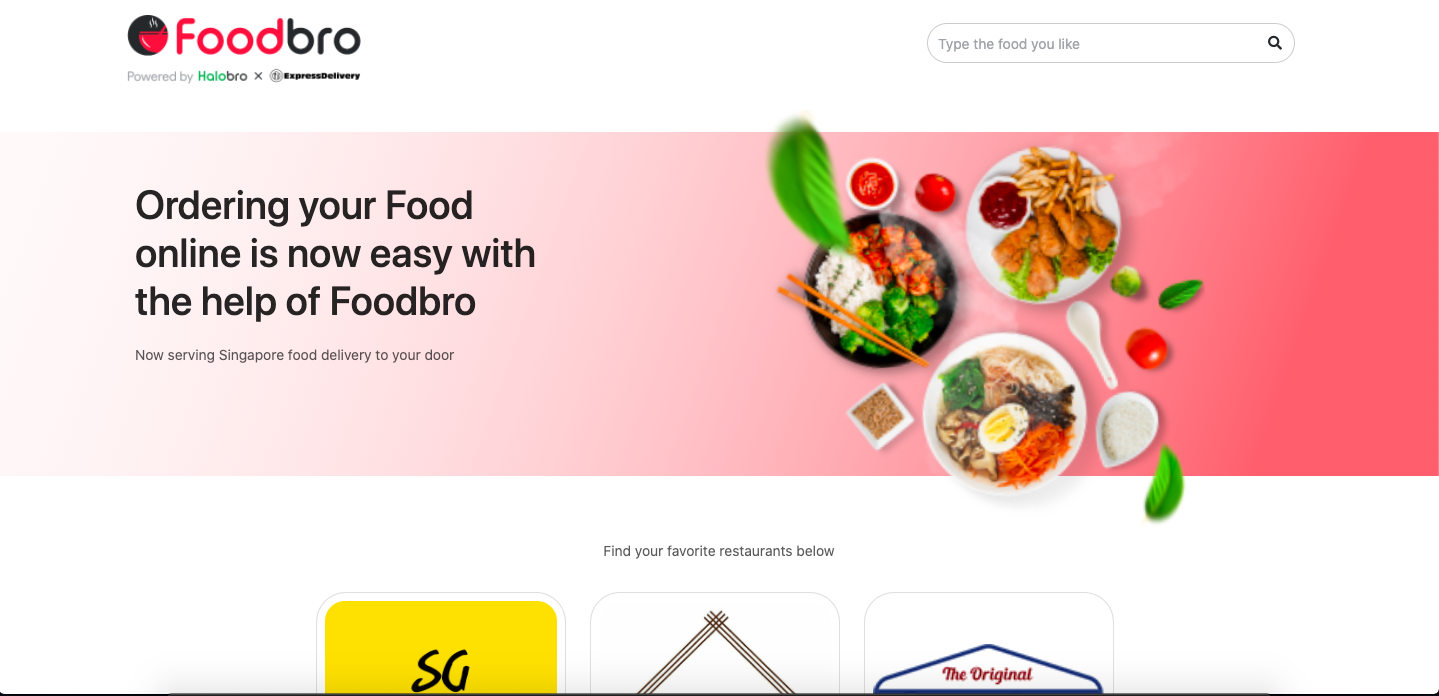 Foodbro
Type the food you like
Powered by Halobro × ExpressDelivery
Ordering your Food
online is now easy with
the help of Foodbro
Now serving Singapore food delivery to your door
Find your favorite restaurants below
SG
The Original